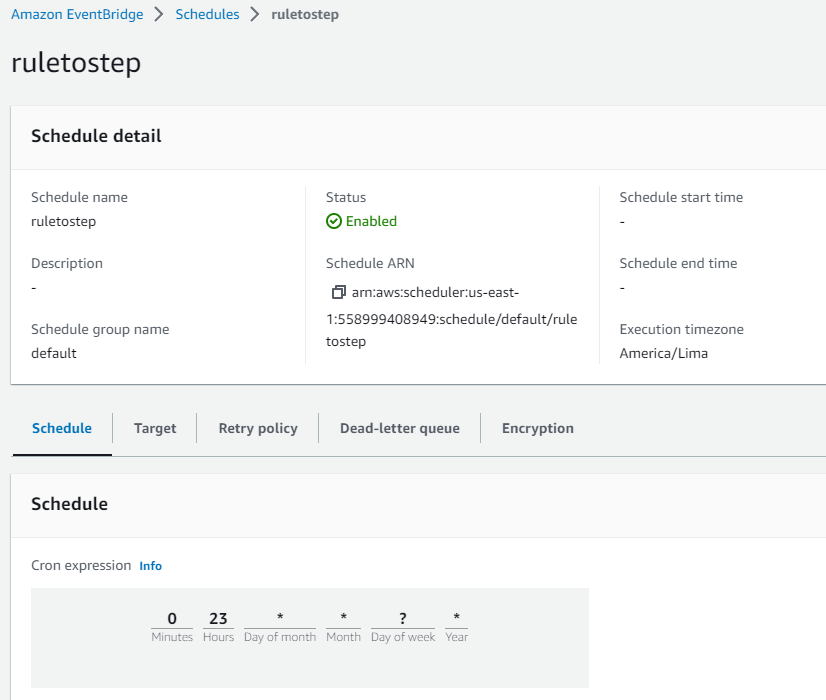 Amazon EventBridge > Schedules > ruletostep
ruletostep
Schedule detail
Schedule name
ruletostep
Description
-
Schedule group name
default
Status
Enabled
Schedule ARN
arn:aws:scheduler:us-east-
1:558999408949:schedule/default/rule
tostep
Schedule start time
-
Schedule end time
-
Execution timezone
America/Lima
Schedule Target Retry policy Dead-letter queue Encryption
Schedule
Cron expression Info
0 23 * * ? *
Minutes Hours Day of month Month Day of week Year